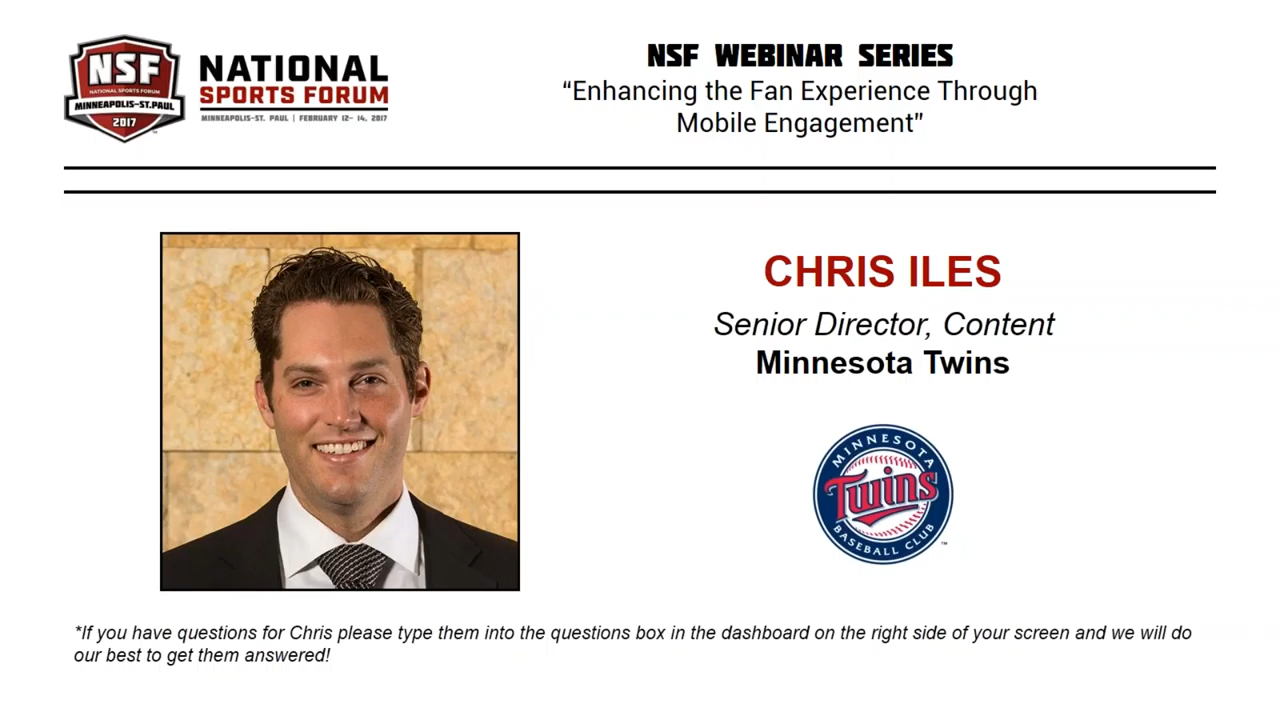 NSF
NATIONAL SPORTS FORUM
MINNEAPOLIS-ST.PAUL
2017
NATIONAL
SPORTS FORUM
MINNEAPOLIS-ST. PAUL | FEBRUARY 12- 14, 2017
NSF WEBINAR SERIES
“Enhancing the Fan Experience Through
Mobile Engagement”
CHRIS ILES
Senior Director, Content
Minnesota Twins
MINNESOTA
Twins
BASEBALL CLUB
™
*If you have questions for Chris please type them into the questions box in the dashboard on the right side of your screen and we will do
our best to get them answered!